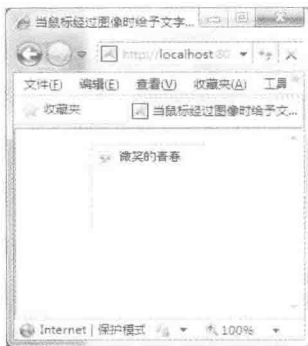 当鼠标经过图像时给予文字...
http://localhost:80
文件(F) 编辑(E) 查看(V) 收藏夹(A) 工具
收藏夹 当鼠标经过图像时给予文...
微笑的青春
Internet | 保护模式 100%